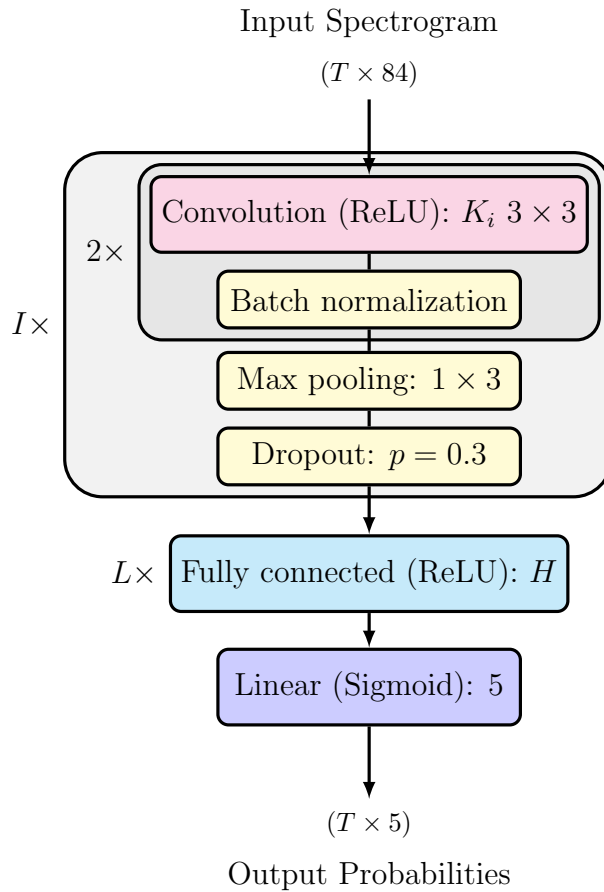 Input Spectrogram
(T × 84)
Convolution (ReLU): K_i 3 × 3
2×
Batch normalization
I×
Max pooling: 1 × 3
Dropout: p = 0.3
L×
Fully connected (ReLU): H
Linear (Sigmoid): 5
(T × 5)
Output Probabilities